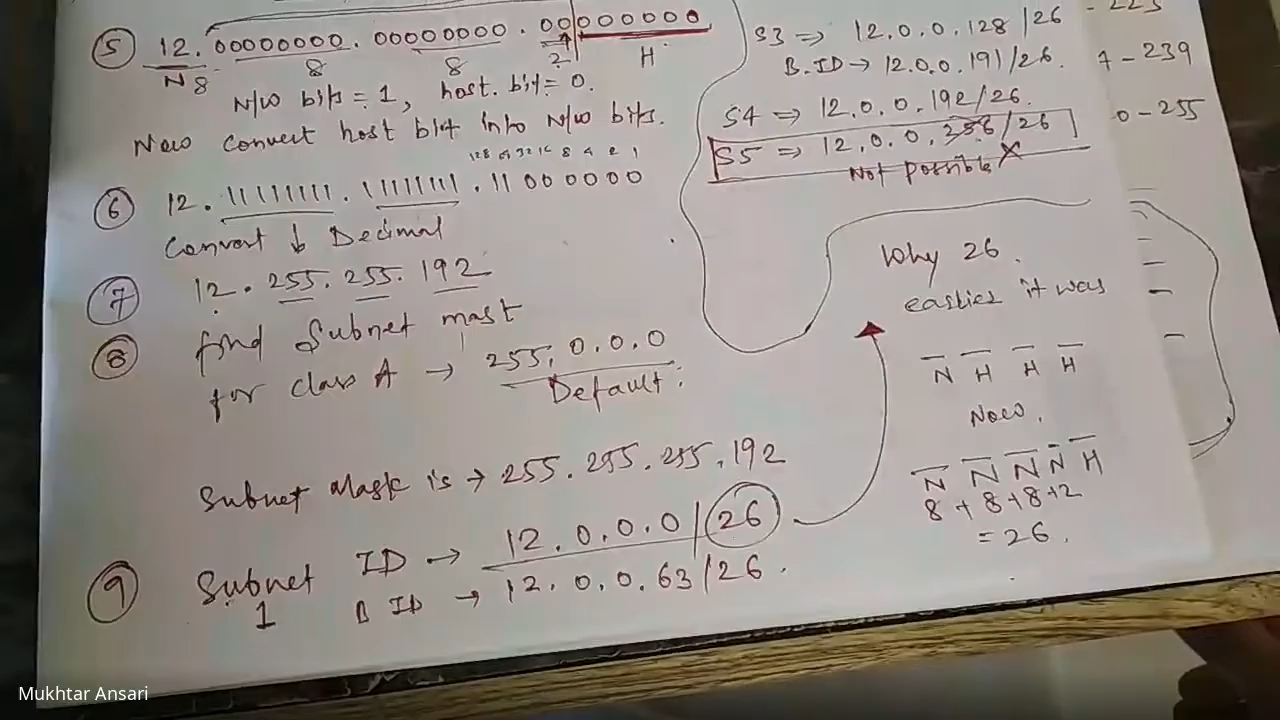 5 12.00000000.00000000.00000000
N 8 8 8 2 H
N/W bits = 1, host. bit = 0.
Now convert host bit into N/W bits.
128 64 32 16 8 4 2 1
6 12.11111111.11111111.11000000
Convert to Decimal
7 12.255.255.192
8 find Subnet mast
for class A → 255.0.0.0
Default:
Subnet Mask is → 255.255.255.192
9 Subnet 1 ID → 12.0.0.0/26
B ID → 12.0.0.63/26.
S3 ⇒ 12.0.0.128/26
B.ID → 12.0.0.191/26.
S4 ⇒ 12.0.0.192/26.
S5 ⇒ 12.0.0.256/26
Not possible X
Why 26.
earlier it was
N H H H
Now.
N N N N H
8+8+8+2
=26.
- 223
- 239
0-255
Mukhtar Ansari